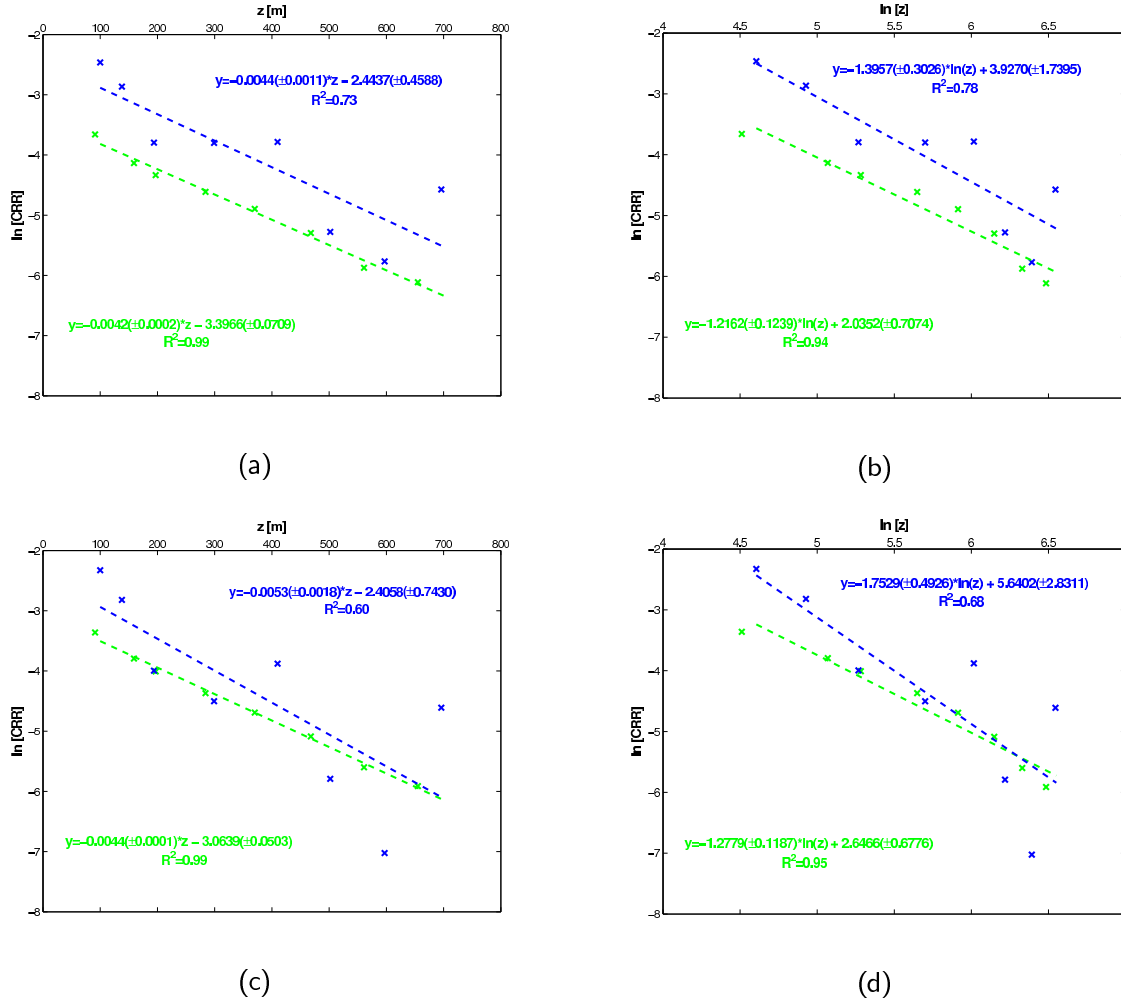 z [m]
100 200 300 400 500 600 700 800
−2
−3
−4
−5
−6
−7
−8
ln [CRR]
y=−0.0044(±0.0011)*z − 2.4437(±0.4588)
R²=0.73
y=−0.0042(±0.0002)*z − 3.3966(±0.0709)
R²=0.99
(a)
ln [z]
4 4.5 5 5.5 6 6.5
−2
−3
−4
−5
−6
−7
−8
ln [CRR]
y=−1.3957(±0.3026)*ln(z) + 3.9270(±1.7395)
R²=0.78
y=−1.2162(±0.1239)*ln(z) + 2.0352(±0.7074)
R²=0.94
(b)
z [m]
100 200 300 400 500 600 700 800
−2
−3
−4
−5
−6
−7
−8
ln [CRR]
y=−0.0053(±0.0018)*z − 2.4058(±0.7430)
R²=0.60
y=−0.0044(±0.0001)*z − 3.0639(±0.0503)
R²=0.99
(c)
ln [z]
4 4.5 5 5.5 6 6.5
−2
−3
−4
−5
−6
−7
−8
ln [CRR]
y=−1.7529(±0.4926)*ln(z) + 5.6402(±2.8311)
R²=0.68
y=−1.2779(±0.1187)*ln(z) + 2.6466(±0.6776)
R²=0.95
(d)